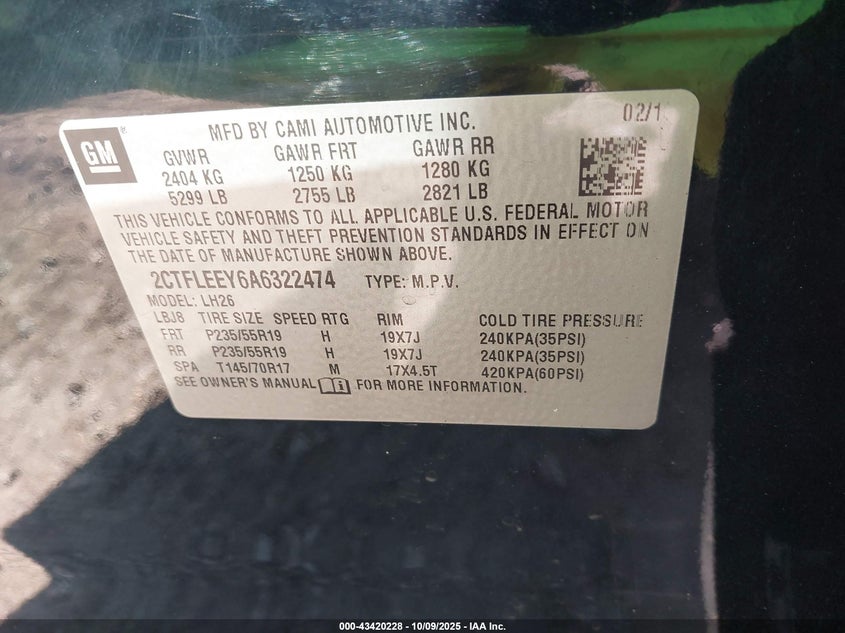 MFD BY CAMI AUTOMOTIVE INC. 02/1
GM
GVWR GAWR FRT GAWR RR
2404 KG 1250 KG 1280 KG
5299 LB 2755 LB 2821 LB
THIS VEHICLE CONFORMS TO ALL APPLICABLE U.S. FEDERAL MOTOR
VEHICLE SAFETY AND THEFT PREVENTION STANDARDS IN EFFECT ON
THE DATE OF MANUFACTURE SHOWN ABOVE.
2CTFLEEY6A6322474 TYPE: M.P.V.
MODEL: LH26
LBJ8 TIRE SIZE SPEED RTG RIM COLD TIRE PRESSURE
FRT P235/55R19 H 19X7J 240KPA(35PSI)
RR P235/55R19 H 19X7J 240KPA(35PSI)
SPA T145/70R17 M 17X4.5T 420KPA(60PSI)
SEE OWNER'S MANUAL FOR MORE INFORMATION.
000-43420228 - 10/09/2025 - IAA Inc.